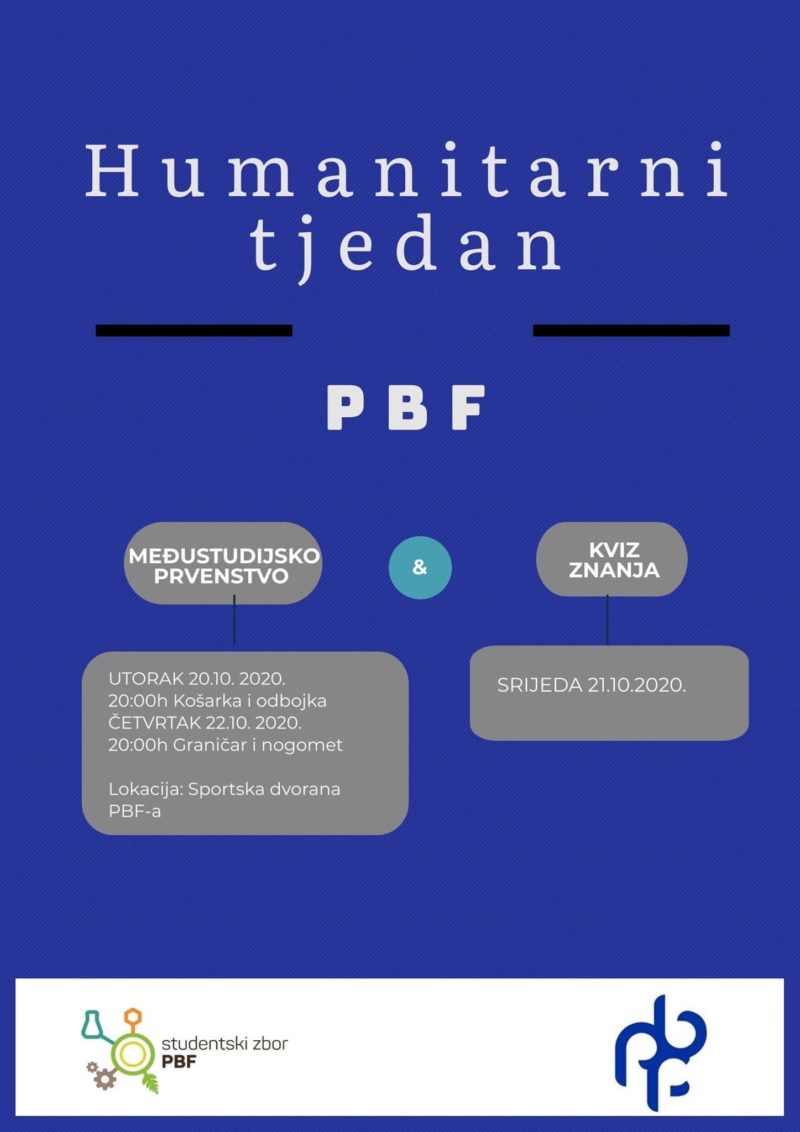 Humanitarni
tjedan
PBF
MEĐUSTUDIJSKO
PRVENSTVO
&
KVIZ
ZNANJA
UTORAK 20.10. 2020.
20:00h Košarka i odbojka
ČETVRTAK 22.10. 2020.
20:00h Graničar i nogomet
Lokacija: Sportska dvorana
PBF-a
SRIJEDA 21.10.2020.
studentski zbor
PBF
pbf